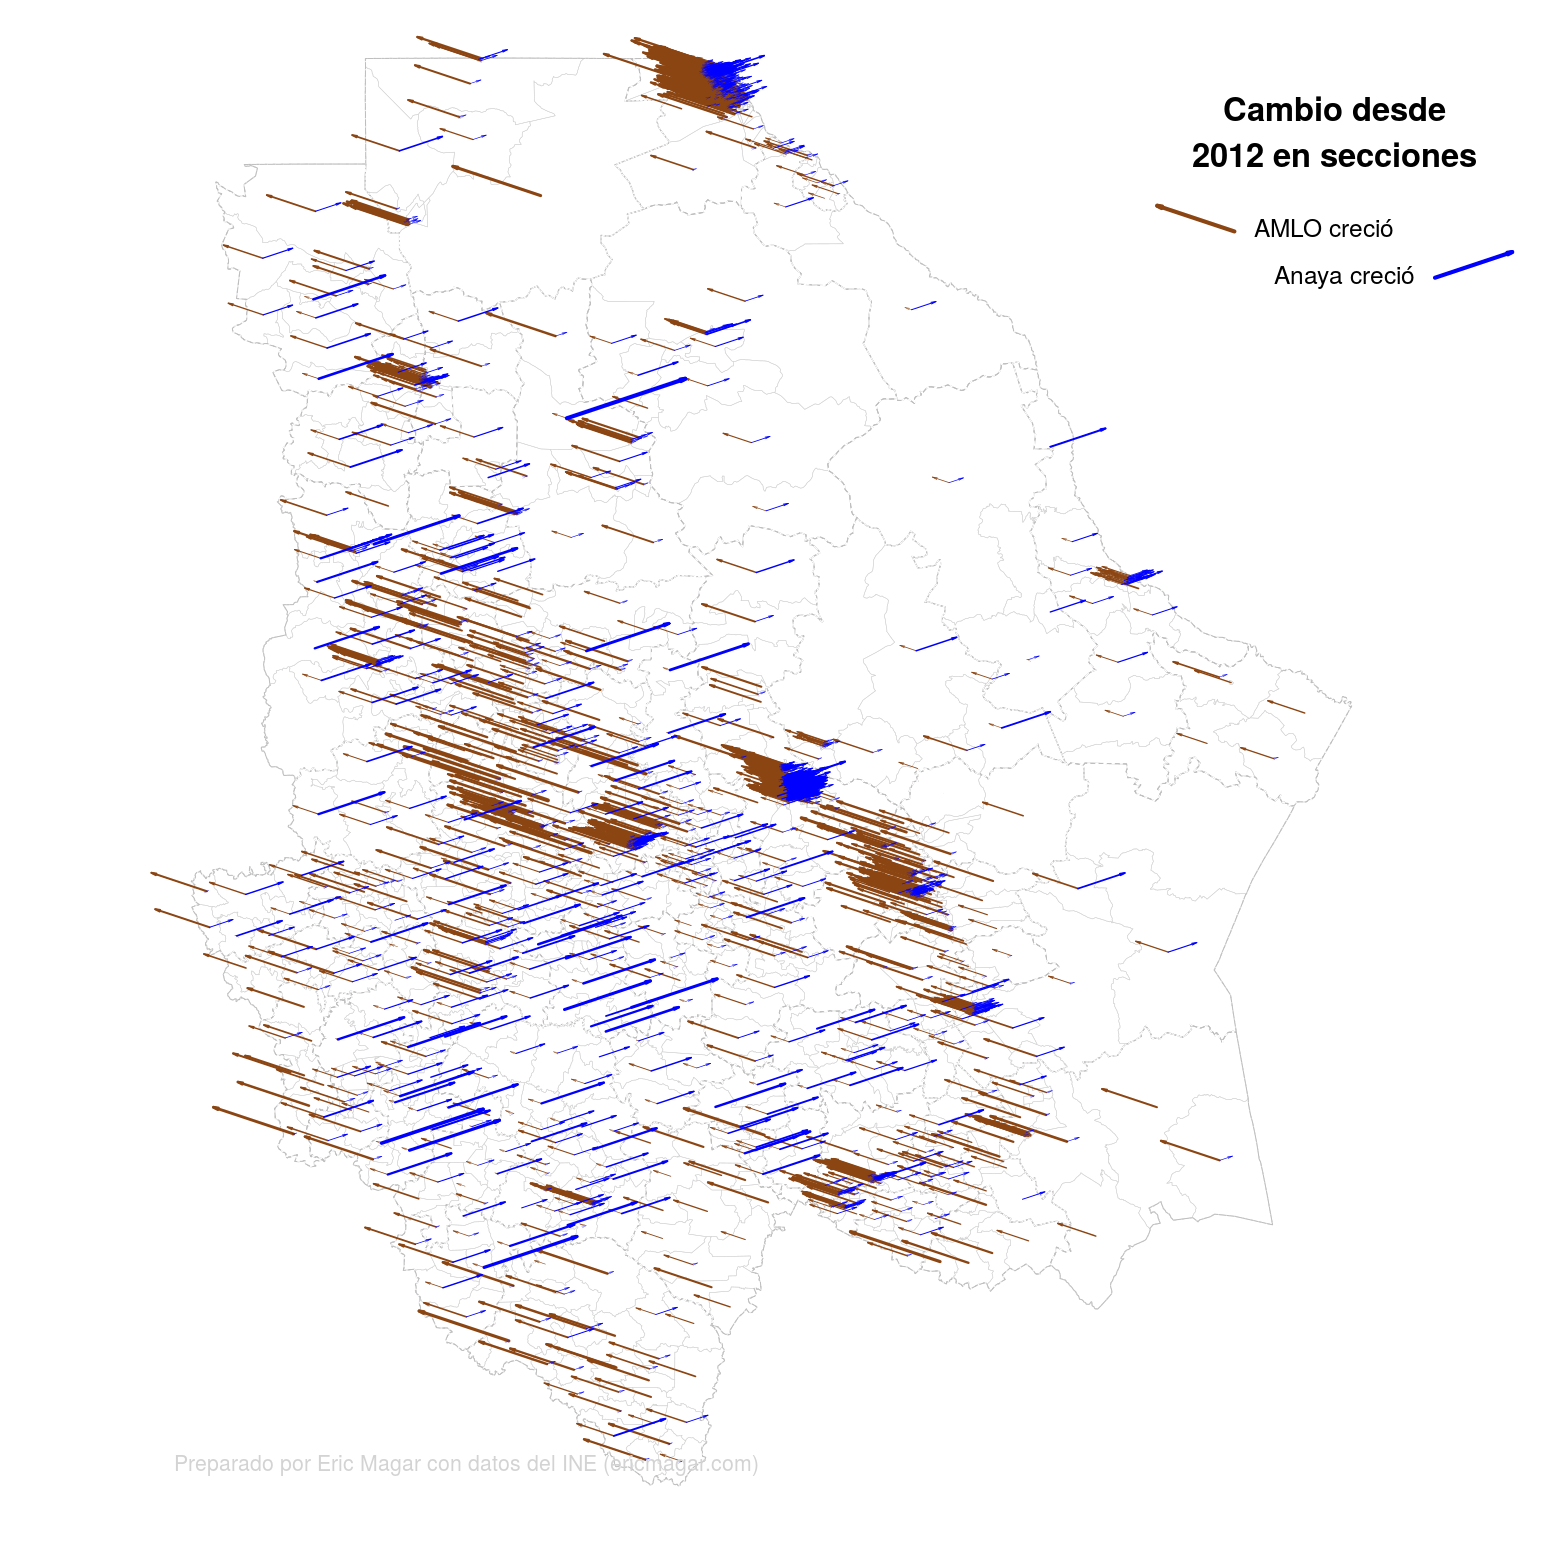 Cambio desde
2012 en secciones
AMLO creció
Anaya creció
Preparado por Eric Magar con datos del INE (ericmagar.com)